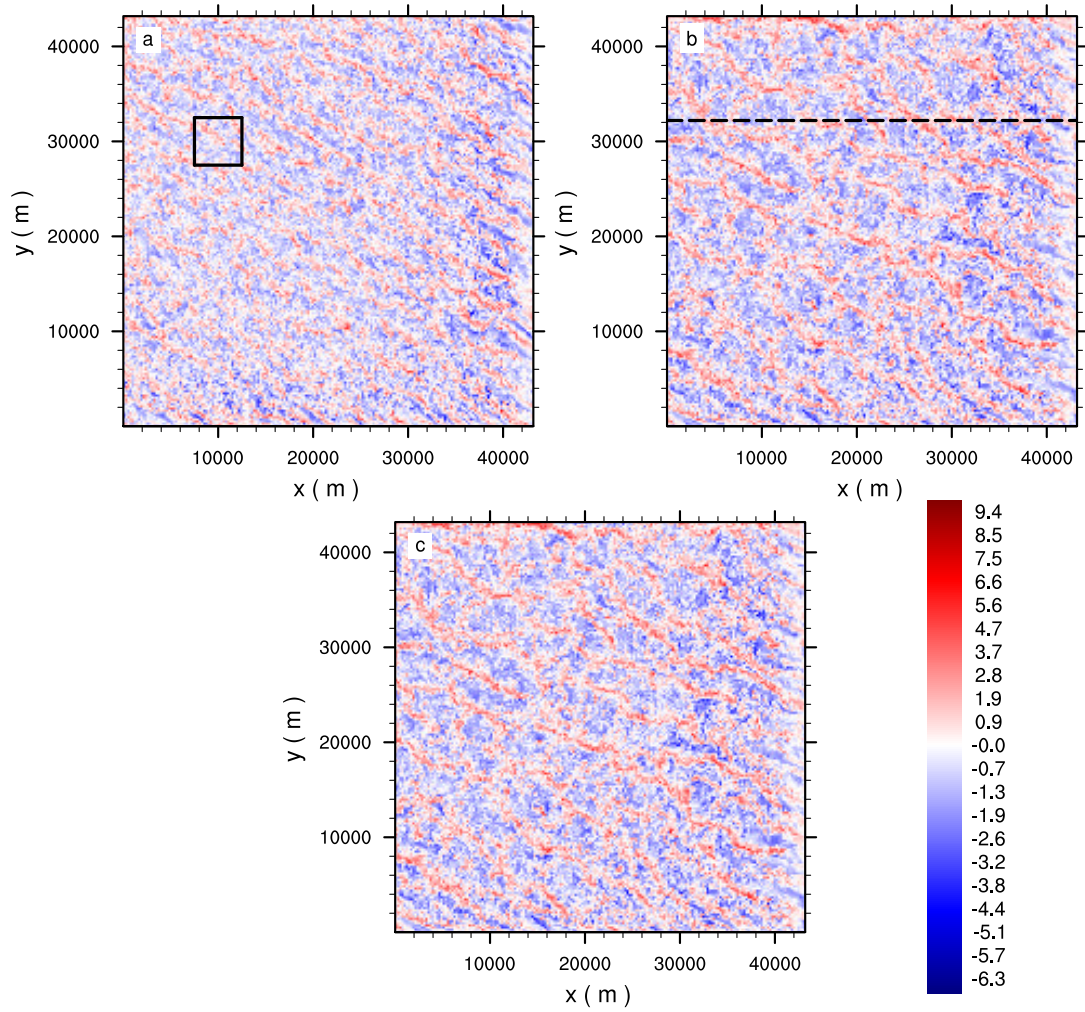 a
40000
30000
20000
10000
y ( m )
10000 20000 30000 40000
x ( m )
b
40000
30000
20000
10000
y ( m )
10000 20000 30000 40000
x ( m )
c
40000
30000
20000
10000
y ( m )
10000 20000 30000 40000
x ( m )
9.4
8.5
7.5
6.6
5.6
4.7
3.7
2.8
1.9
0.9
-0.0
-0.7
-1.3
-1.9
-2.6
-3.2
-3.8
-4.4
-5.1
-5.7
-6.3